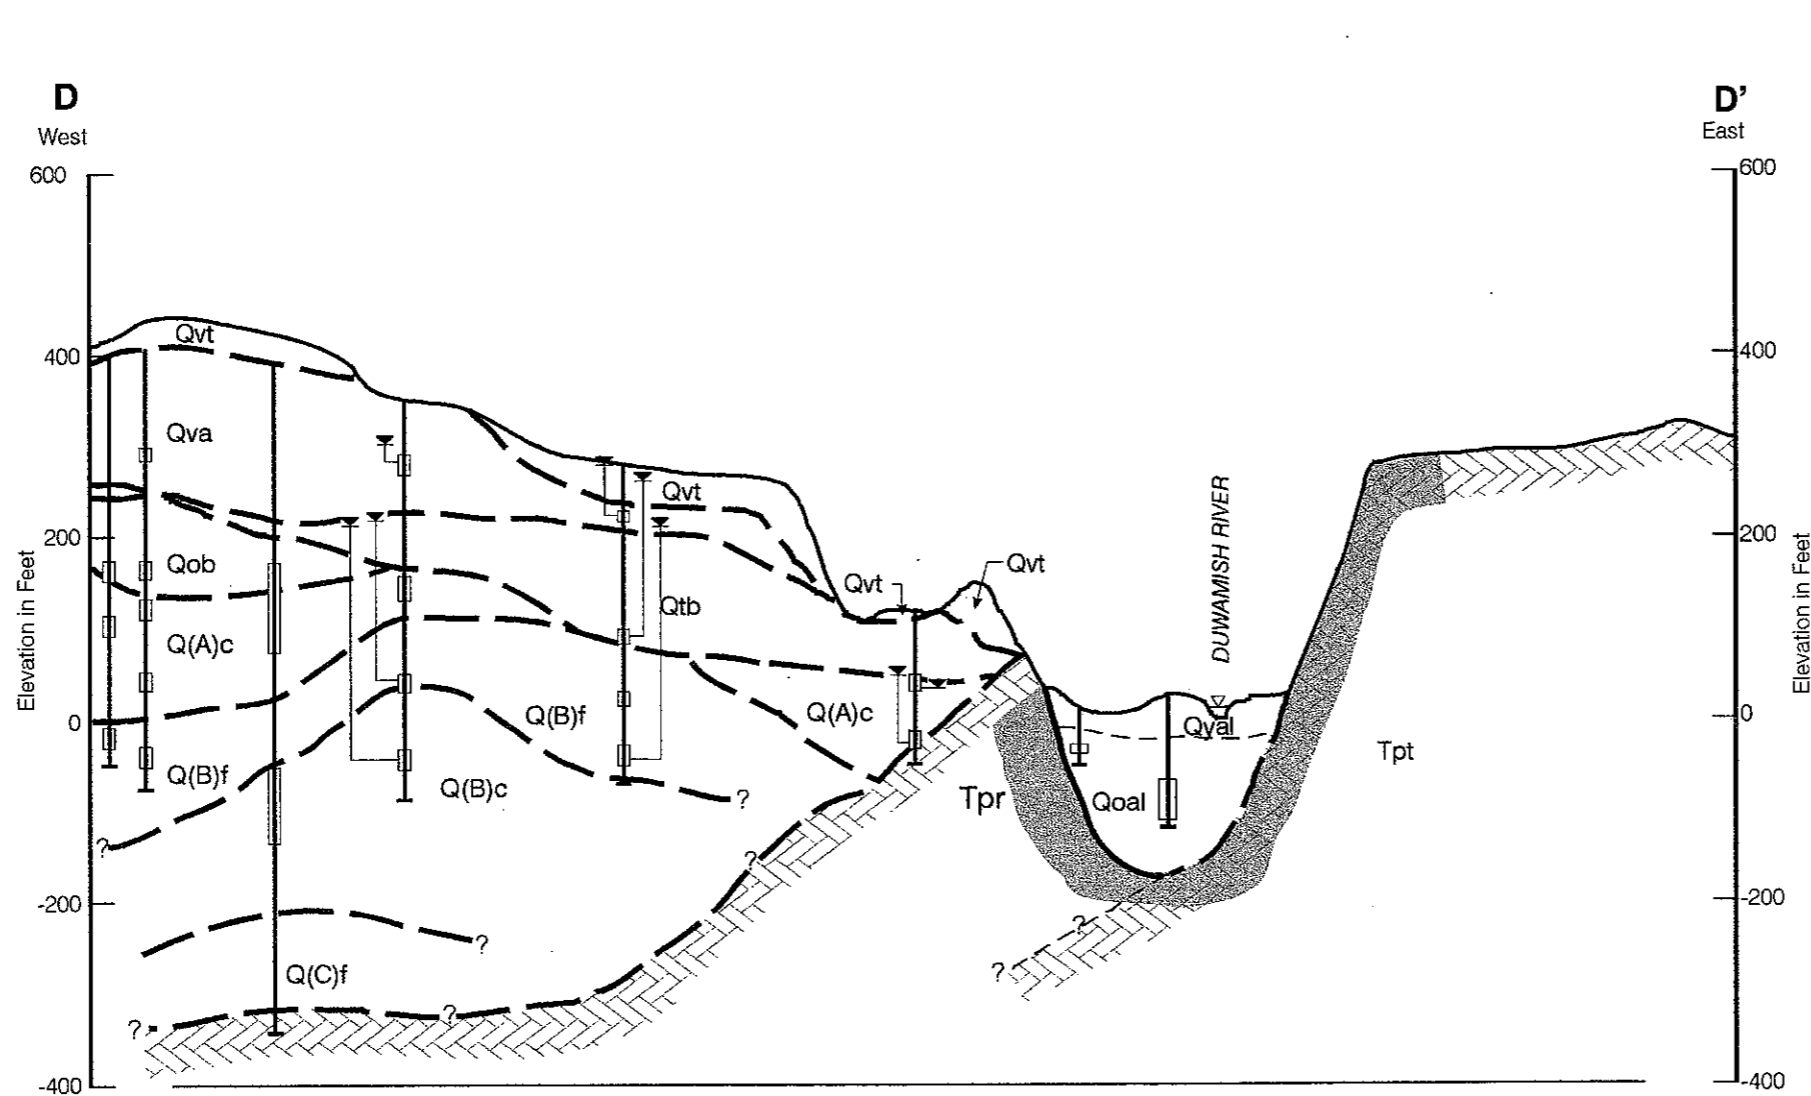 D
D'
West
East
600
600
Qvt
400
400
Qva
Qvt
DUWAMISH RIVER
200
200
Qob
Qvt
Qvt
Qtb
Elevation in Feet
Elevation in Feet
Q(A)c
0
0
Q(A)c
Q(B)f
Qyal
Tpt
Q(B)f
Q(B)c
?
Tpr
Qoal
?
?
-200
-200
?
?
?
Q(C)f
?
?
-400
-400